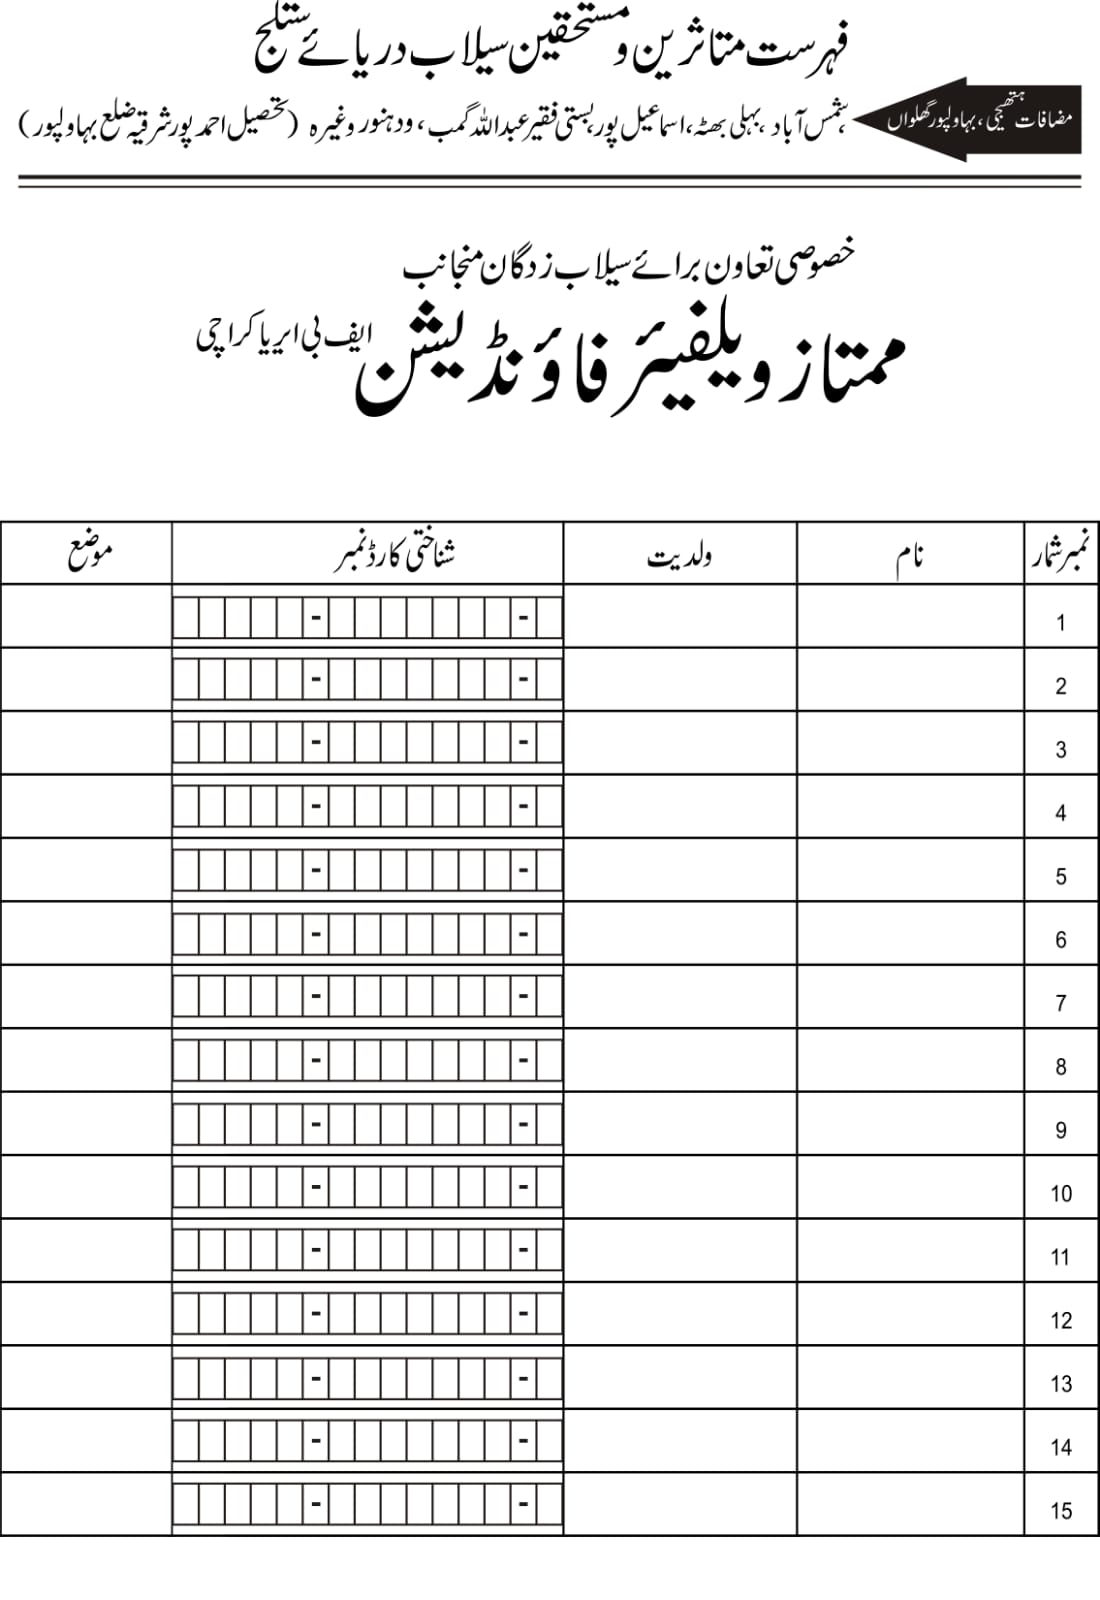 فہرست متاثرین و مستحقین سیلاب دریائے ستلج
مضافات ہتھیجی، بہاولپور گھلواں
شمس آباد، بہلی بھٹہ، اسماعیل پور، بستی فقیر عبداللہ گمب، ودہنور وغیرہ (تحصیل احمد پور شرقیہ ضلع بہاولپور)
خصوصی تعاون برائے سیلاب زدگان منجانب
ممتاز ویلفیئر فاؤنڈیشن ایف بی ایریا کراچی
نمبر شمار نام ولدیت شناختی کارڈ نمبر موضع
1 - -
2 - -
3 - -
4 - -
5 - -
6 - -
7 - -
8 - -
9 - -
10 - -
11 - -
12 - -
13 - -
14 - -
15 - -